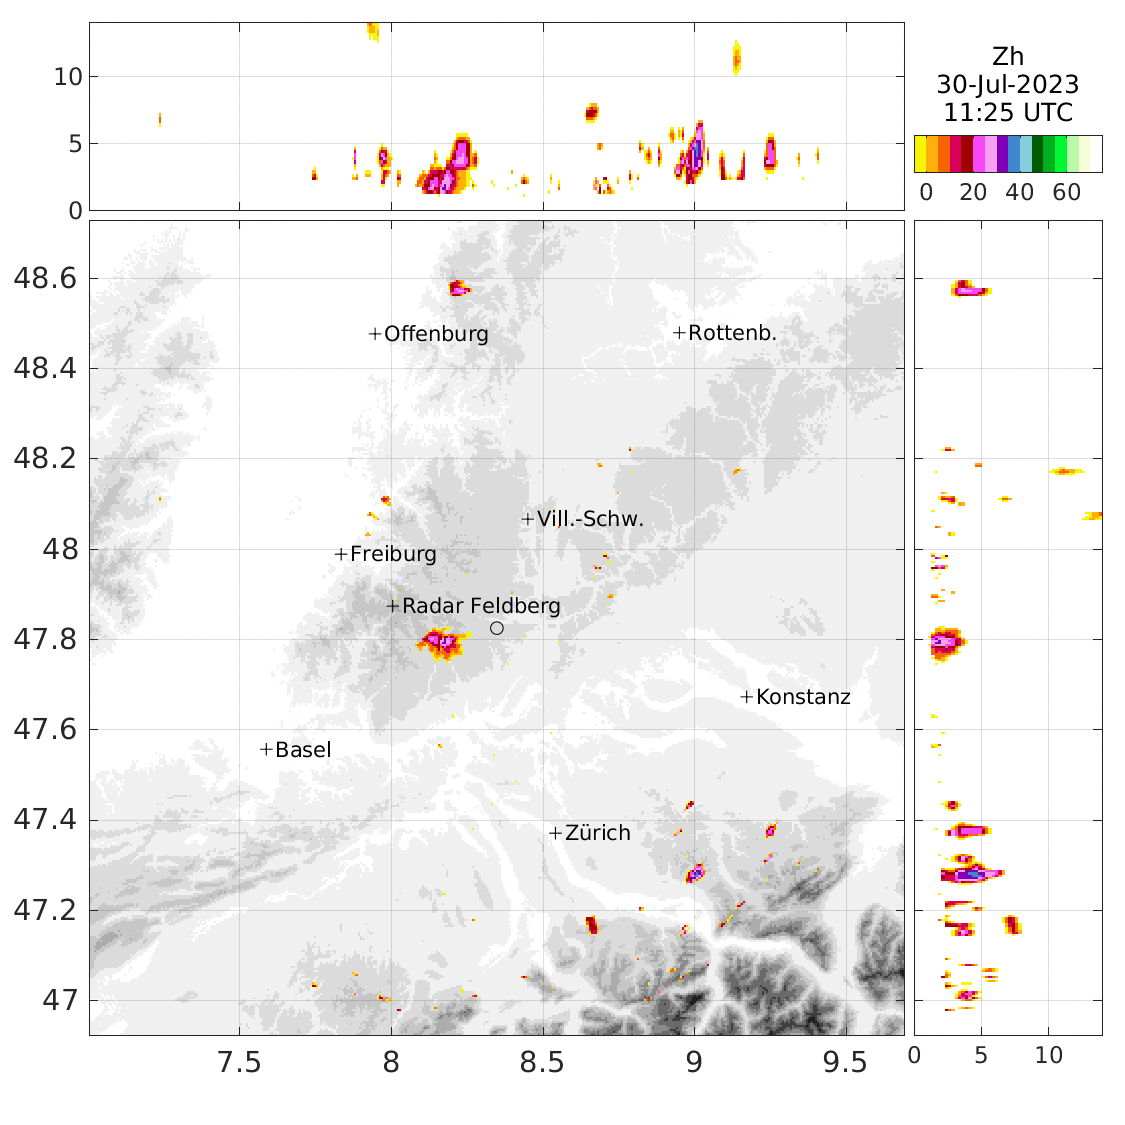 Zh
30-Jul-2023
11:25 UTC
0 20 40 60
10
5
0
48.6
48.4
48.2
48
47.8
47.6
47.4
47.2
47
Offenburg
Rottenb.
Vill.-Schw.
Freiburg
Radar Feldberg
Konstanz
Basel
Zürich
7.5 8 8.5 9 9.5
0 5 10